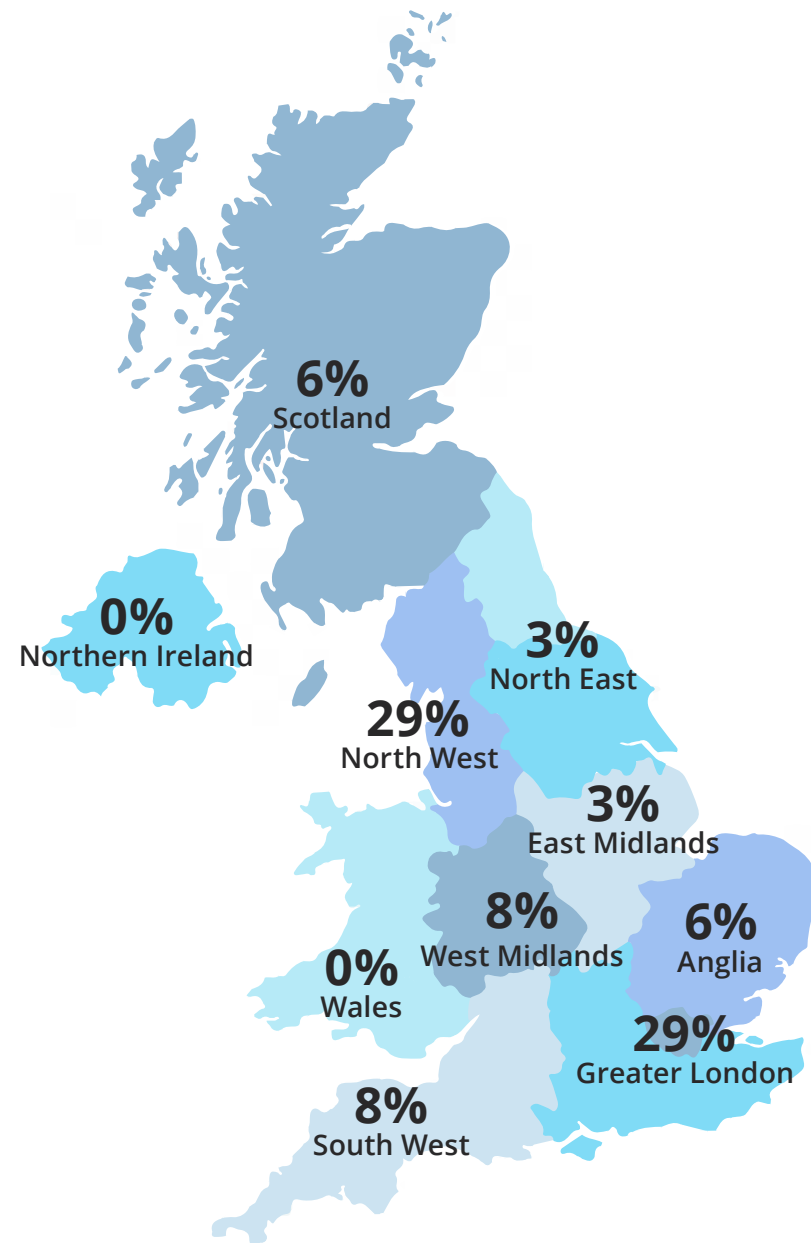 6%
Scotland
0%
Northern Ireland
3%
North East
29%
North West
3%
East Midlands
8%
West Midlands
6%
Anglia
0%
Wales
29%
Greater London
8%
South West